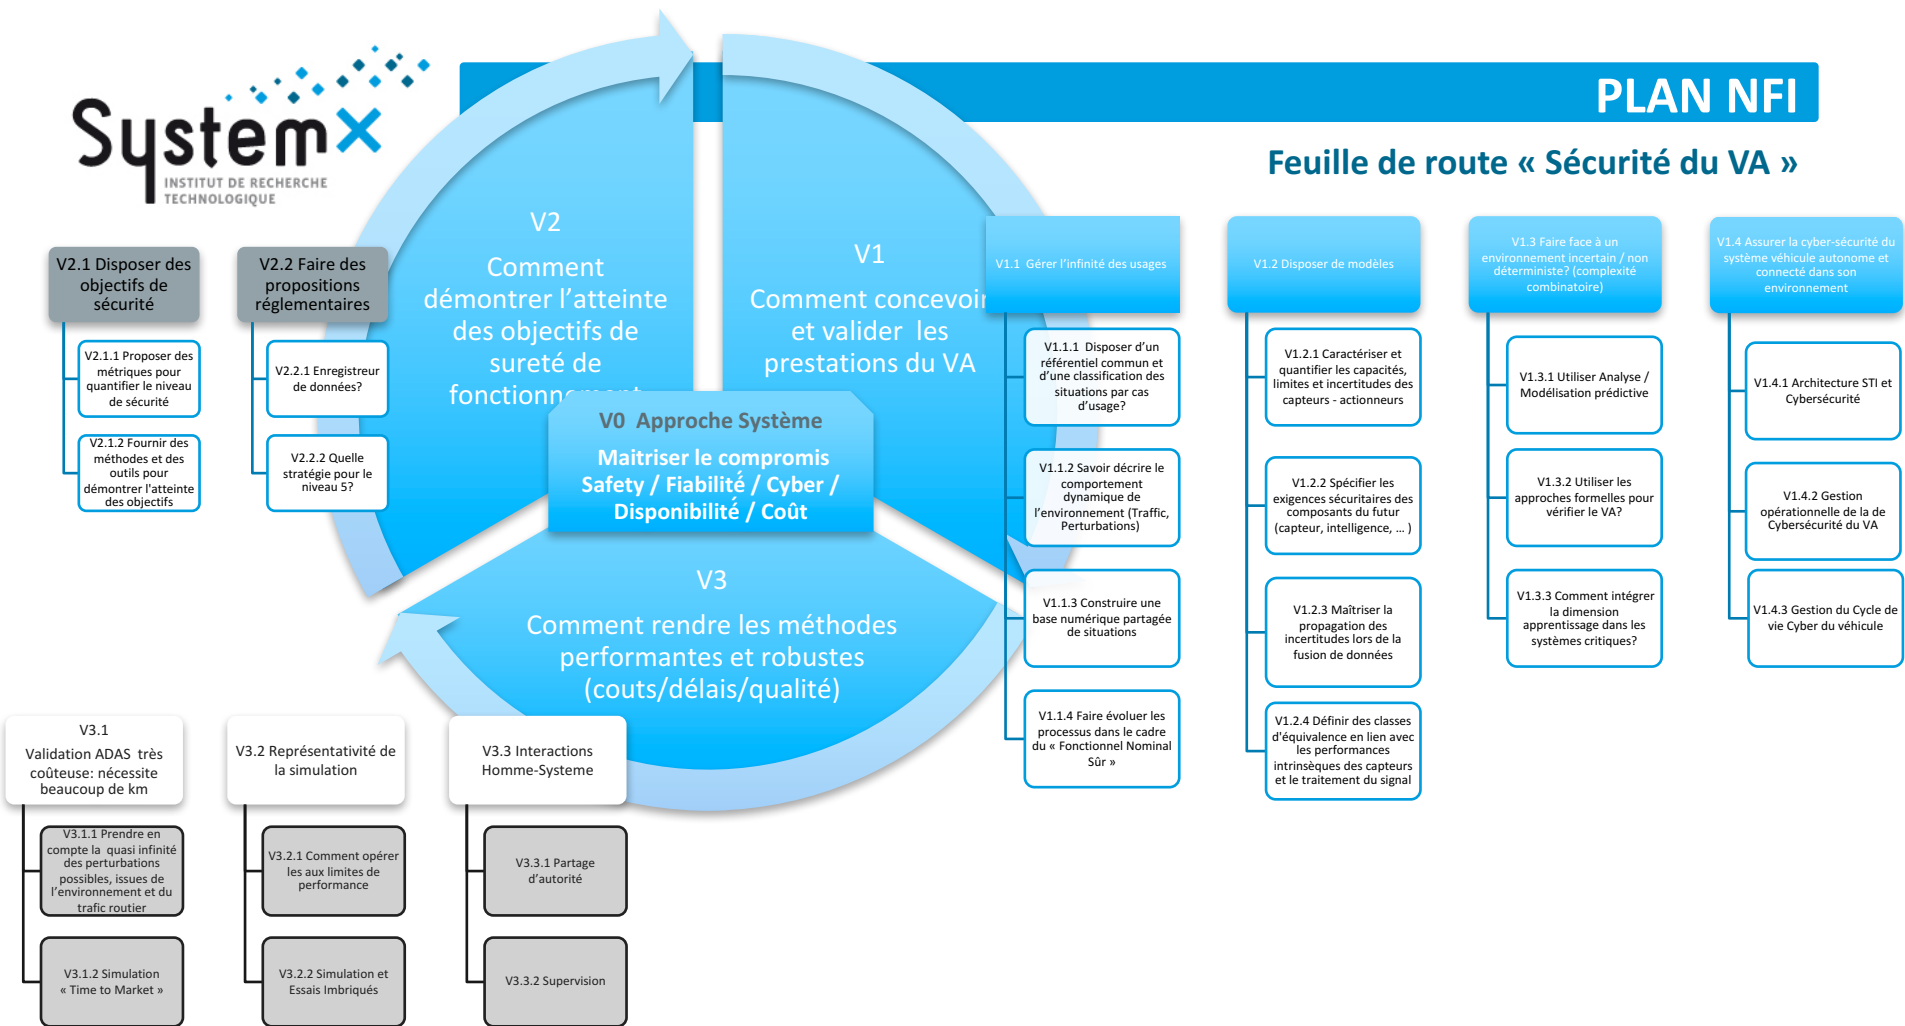 SystemX
INSTITUT DE RECHERCHE
TECHNOLOGIQUE
PLAN NFI
Feuille de route « Sécurité du VA »
V2
Comment
démontrer l’atteinte
des objectifs de
sureté de
fonctionnement
V1
Comment concevoir
et valider les
prestations du VA
V0 Approche Système
Maitriser le compromis
Safety / Fiabilité / Cyber /
Disponibilité / Coût
V3
Comment rendre les méthodes
performantes et robustes
(couts/délais/qualité)
V2.1 Disposer des
objectifs de
sécurité
V2.1.1 Proposer des
métriques pour
quantifier le niveau
de sécurité
V2.1.2 Fournir des
méthodes et des
outils pour
démontrer l'atteinte
des objectifs
V2.2 Faire des
propositions
réglementaires
V2.2.1 Enregistreur
de données?
V2.2.2 Quelle
stratégie pour le
niveau 5?
V1.1 Gérer l’infinité des usages
V1.1.1 Disposer d’un
référentiel commun et
d’une classification des
situations par cas
d’usage?
V1.1.2 Savoir décrire le
comportement
dynamique de
l’environnement (Traffic,
Perturbations)
V1.1.3 Construire une
base numérique partagée
de situations
V1.1.4 Faire évoluer les
processus dans le cadre
du « Fonctionnel Nominal
Sûr »
V1.2 Disposer de modèles
V1.2.1 Caractériser et
quantifier les capacités,
limites et incertitudes des
capteurs - actionneurs
V1.2.2 Spécifier les
exigences sécuritaires des
composants du futur
(capteur, intelligence, … )
V1.2.3 Maîtriser la
propagation des
incertitudes lors de la
fusion de données
V1.2.4 Définir des classes
d'équivalence en lien avec
les performances
intrinsèques des capteurs
et le traitement du signal
V1.3 Faire face à un
environnement incertain / non
déterministe? (complexité
combinatoire)
V1.3.1 Utiliser Analyse /
Modélisation prédictive
V1.3.2 Utiliser les
approches formelles pour
vérifier le VA?
V1.3.3 Comment intégrer
la dimension
apprentissage dans les
systèmes critiques?
V1.4 Assurer la cyber-sécurité du
système véhicule autonome et
connecté dans son
environnement
V1.4.1 Architecture STI et
Cybersécurité
V1.4.2 Gestion
opérationnelle de la de
Cybersécurité du VA
V1.4.3 Gestion du Cycle de
vie Cyber du véhicule
V3.1
Validation ADAS très
coûteuse: nécessite
beaucoup de km
V3.1.1 Prendre en
compte la quasi infinité
des perturbations
possibles, issues de
l’environnement et du
trafic routier
V3.1.2 Simulation
« Time to Market »
V3.2 Représentativité de
la simulation
V3.2.1 Comment opérer
les aux limites de
performance
V3.2.2 Simulation et
Essais Imbriqués
V3.3 Interactions
Homme-Systeme
V3.3.1 Partage
d’autorité
V3.3.2 Supervision